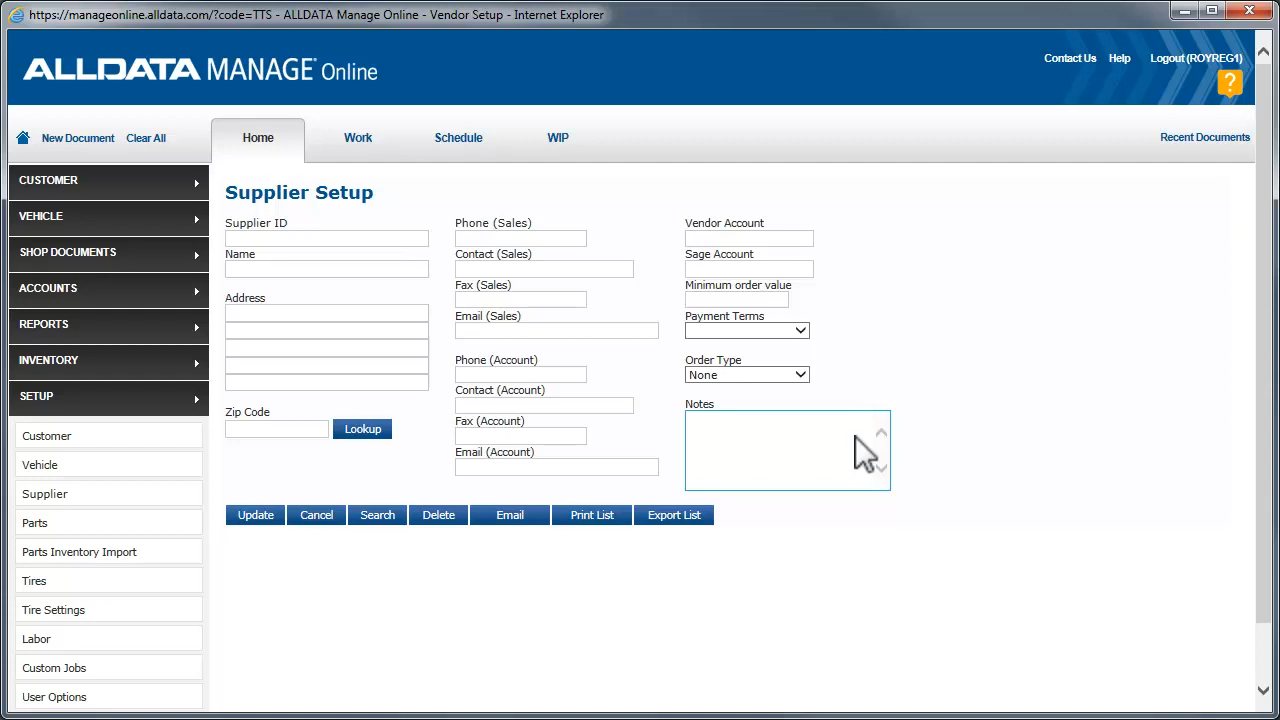 https://manageonline.alldata.com/?code=TTS - ALLDATA Manage Online - Vendor Setup - Internet Explorer
ALLDATA MANAGE® Online
Contact Us Help Logout (ROYREG1)
?
New Document Clear All Home Work Schedule WIP Recent Documents
CUSTOMER
VEHICLE
SHOP DOCUMENTS
ACCOUNTS
REPORTS
INVENTORY
SETUP
Customer
Vehicle
Supplier
Parts
Parts Inventory Import
Tires
Tire Settings
Labor
Custom Jobs
User Options
Supplier Setup
Supplier ID
Name
Address
Zip Code
Lookup
Phone (Sales)
Contact (Sales)
Fax (Sales)
Email (Sales)
Phone (Account)
Contact (Account)
Fax (Account)
Email (Account)
Vendor Account
Sage Account
Minimum order value
Payment Terms
Order Type
None
Notes
Update Cancel Search Delete Email Print List Export List